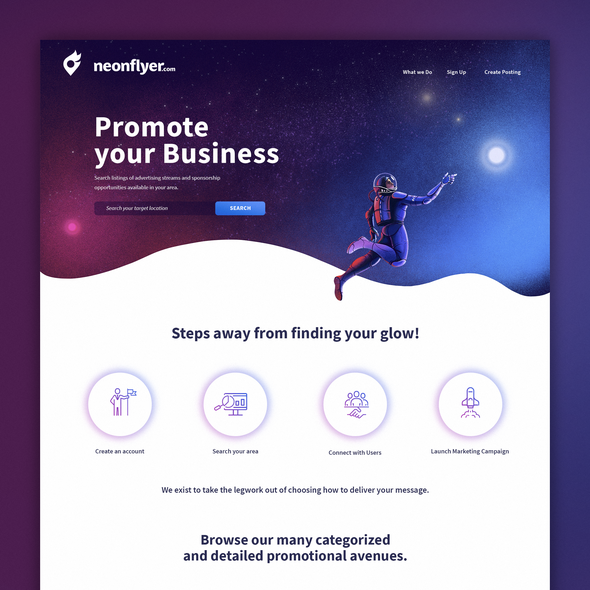 neonflyer.com
What we Do
Sign Up
Create Posting
Promote
your Business
Search listings of advertising streams and sponsorship
opportunities available in your area.
Search your target location
SEARCH
Steps away from finding your glow!
Create an account
Search your area
Connect with Users
Launch Marketing Campaign
We exist to take the legwork out of choosing how to deliver your message.
Browse our many categorized
and detailed promotional avenues.